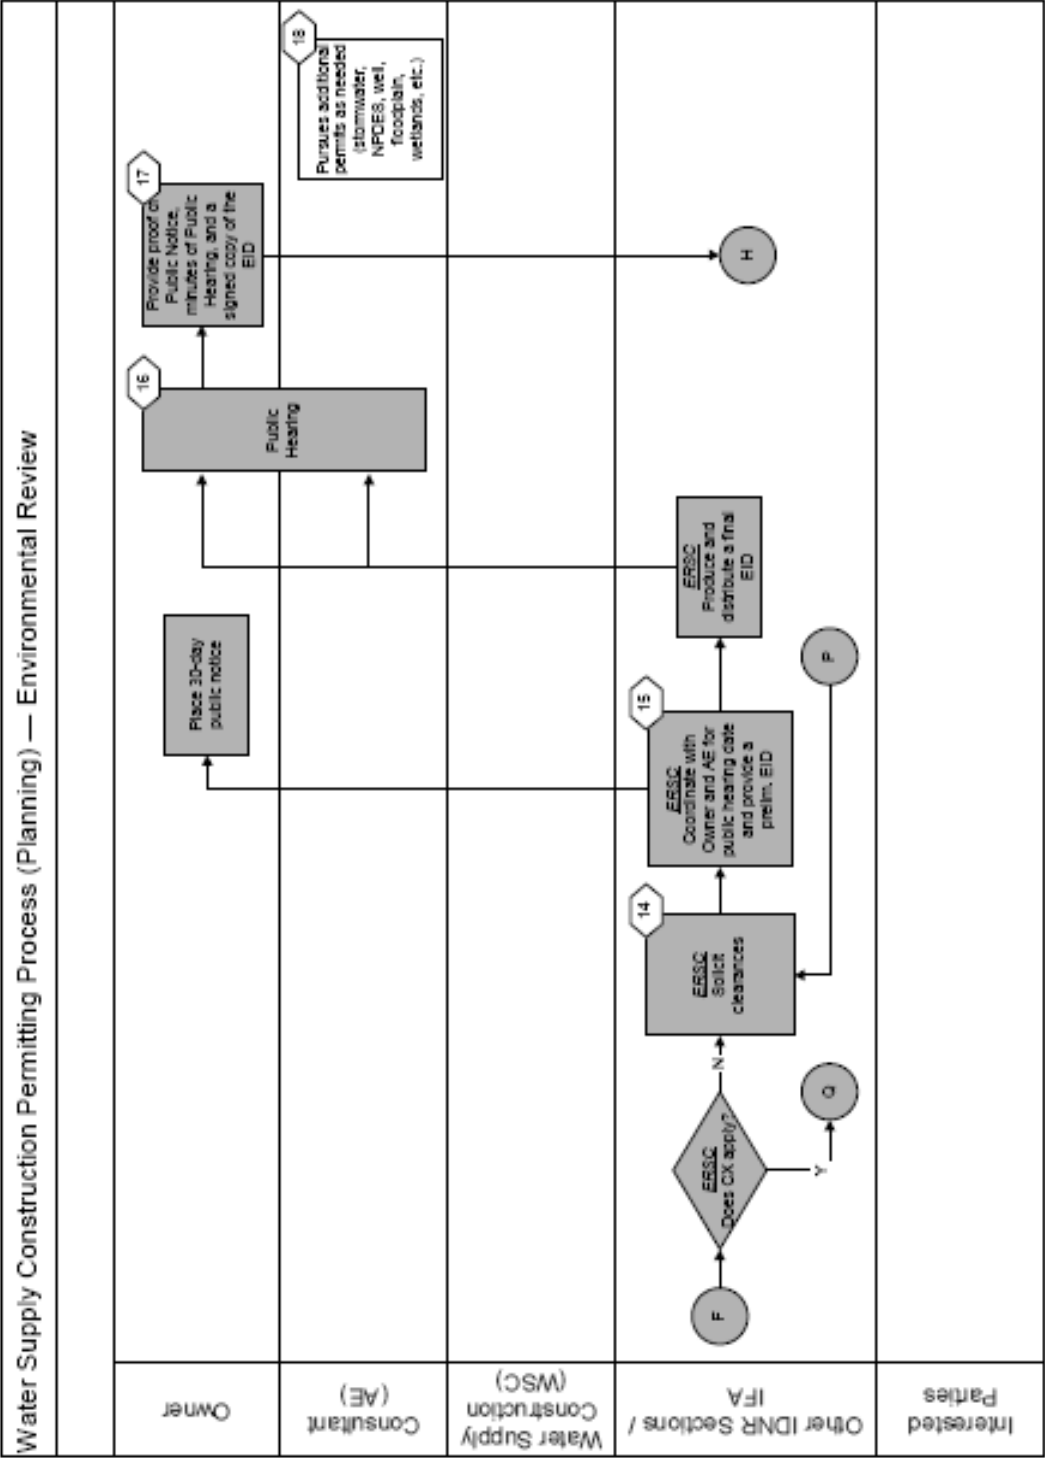 Water Supply Construction Permitting Process (Planning) — Environmental Review
Owner
Consultant
(AE)
Water Supply
Construction
(WSC)
Other IDNR Sections /
IFA
Interested
Parties
F
ERSC
Does CX apply?
N
Y
Q
14
ERSC
Solicit
clearances
P
15
ERSC
Coordinate with
Owner and AE for
public hearing date
and provide a
prelim. EID
Place 30-day
public notice
ERSC
Produce and
distribute a final
EID
16
Public
Hearing
17
Provide proof of
Public Notice,
minutes of Public
Hearing, and a
signed copy of the
EID
H
18
Pursues additional
permits as needed
(stormwater,
NPDES, well,
floodplain,
wetlands, etc.)